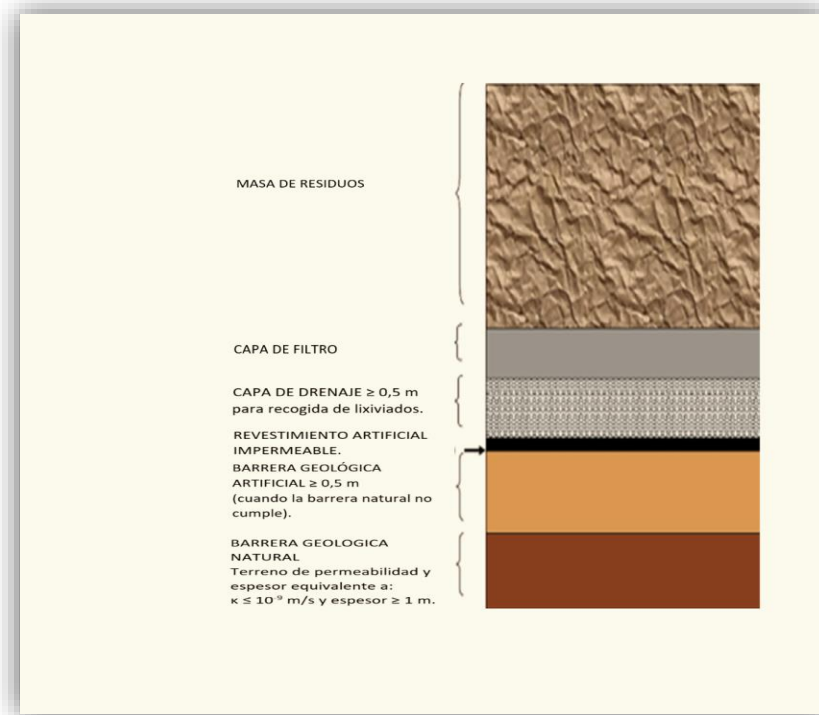 MASA DE RESIDUOS
CAPA DE FILTRO
CAPA DE DRENAJE ≥ 0,5 m
para recogida de lixiviados.
REVESTIMIENTO ARTIFICIAL
IMPERMEABLE.
BARRERA GEOLÓGICA
ARTIFICIAL ≥ 0,5 m
(cuando la barrera natural no
cumple).
BARRERA GEOLOGICA
NATURAL
Terreno de permeabilidad y
espesor equivalente a:
κ ≤ 10⁻⁹ m/s y espesor ≥ 1 m.